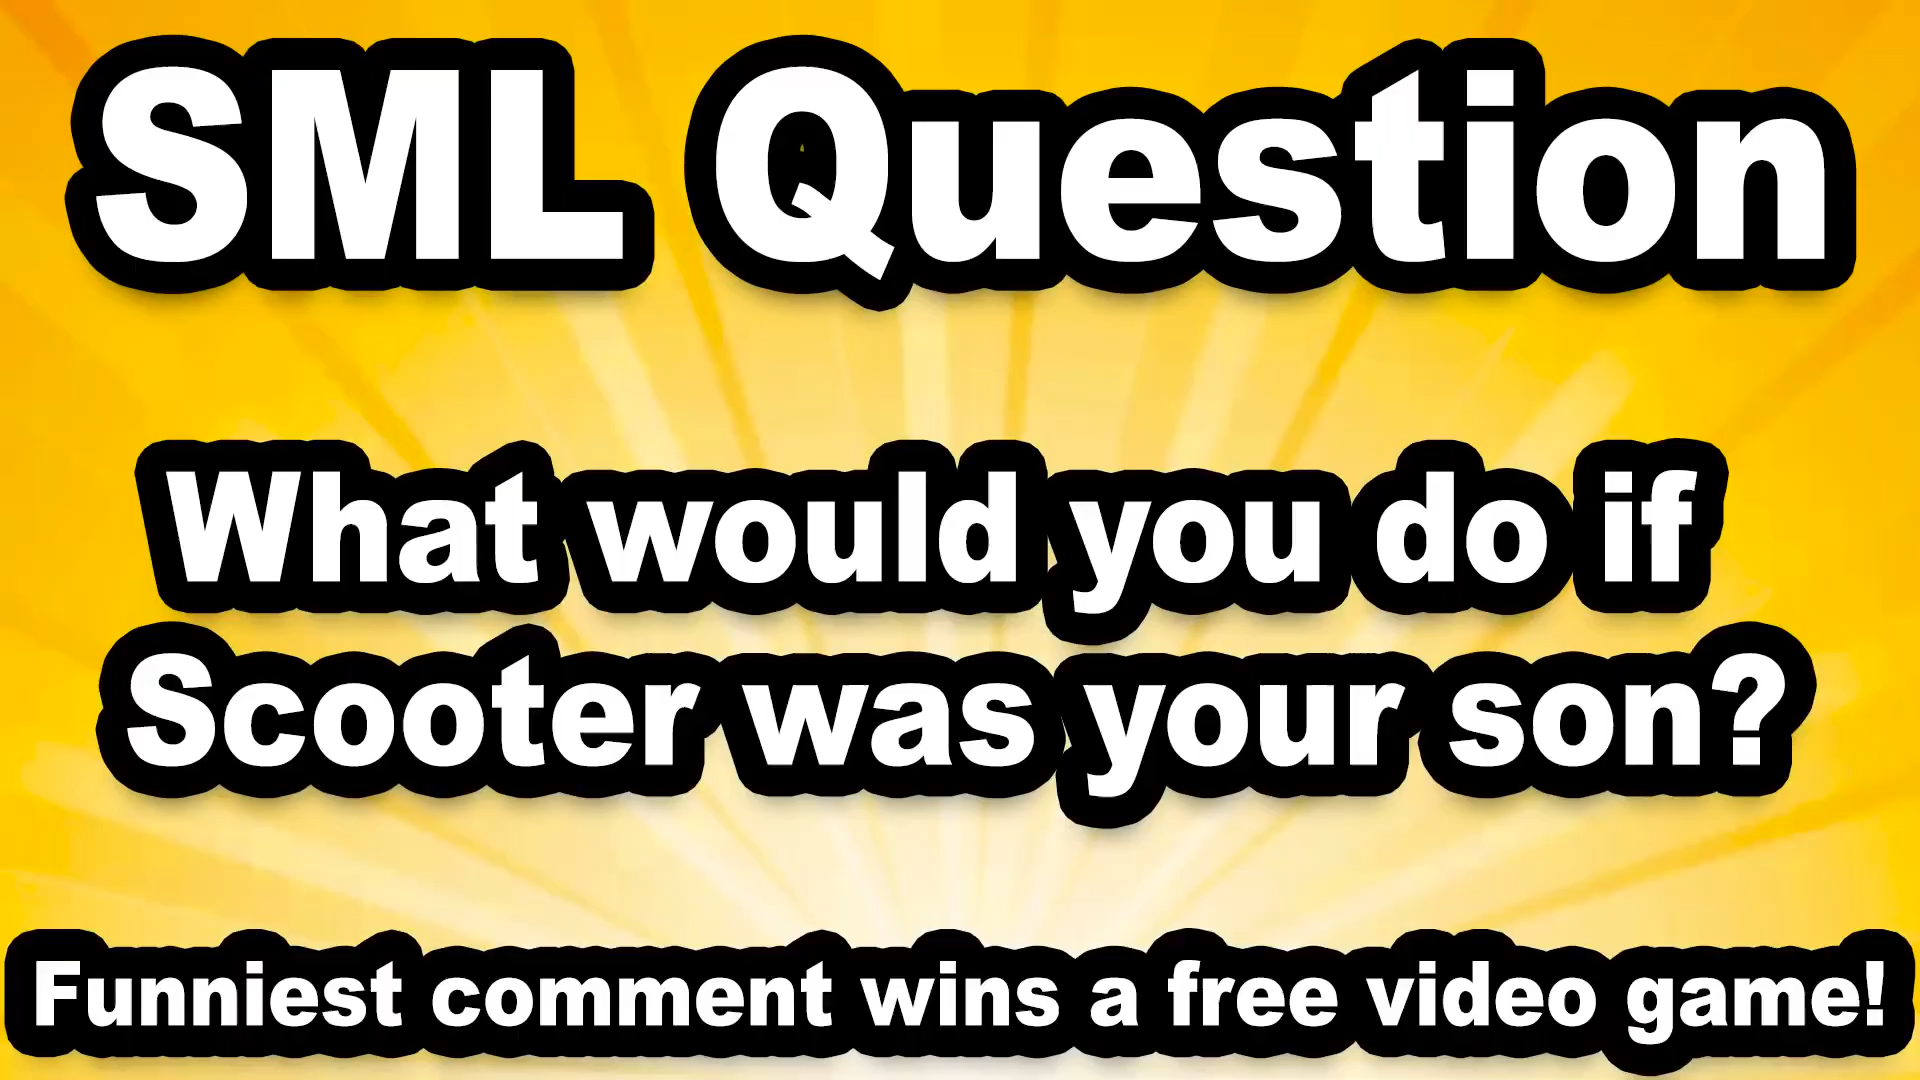 SML Question
What would you do if
Scooter was your son?
Funniest comment wins a free video game!